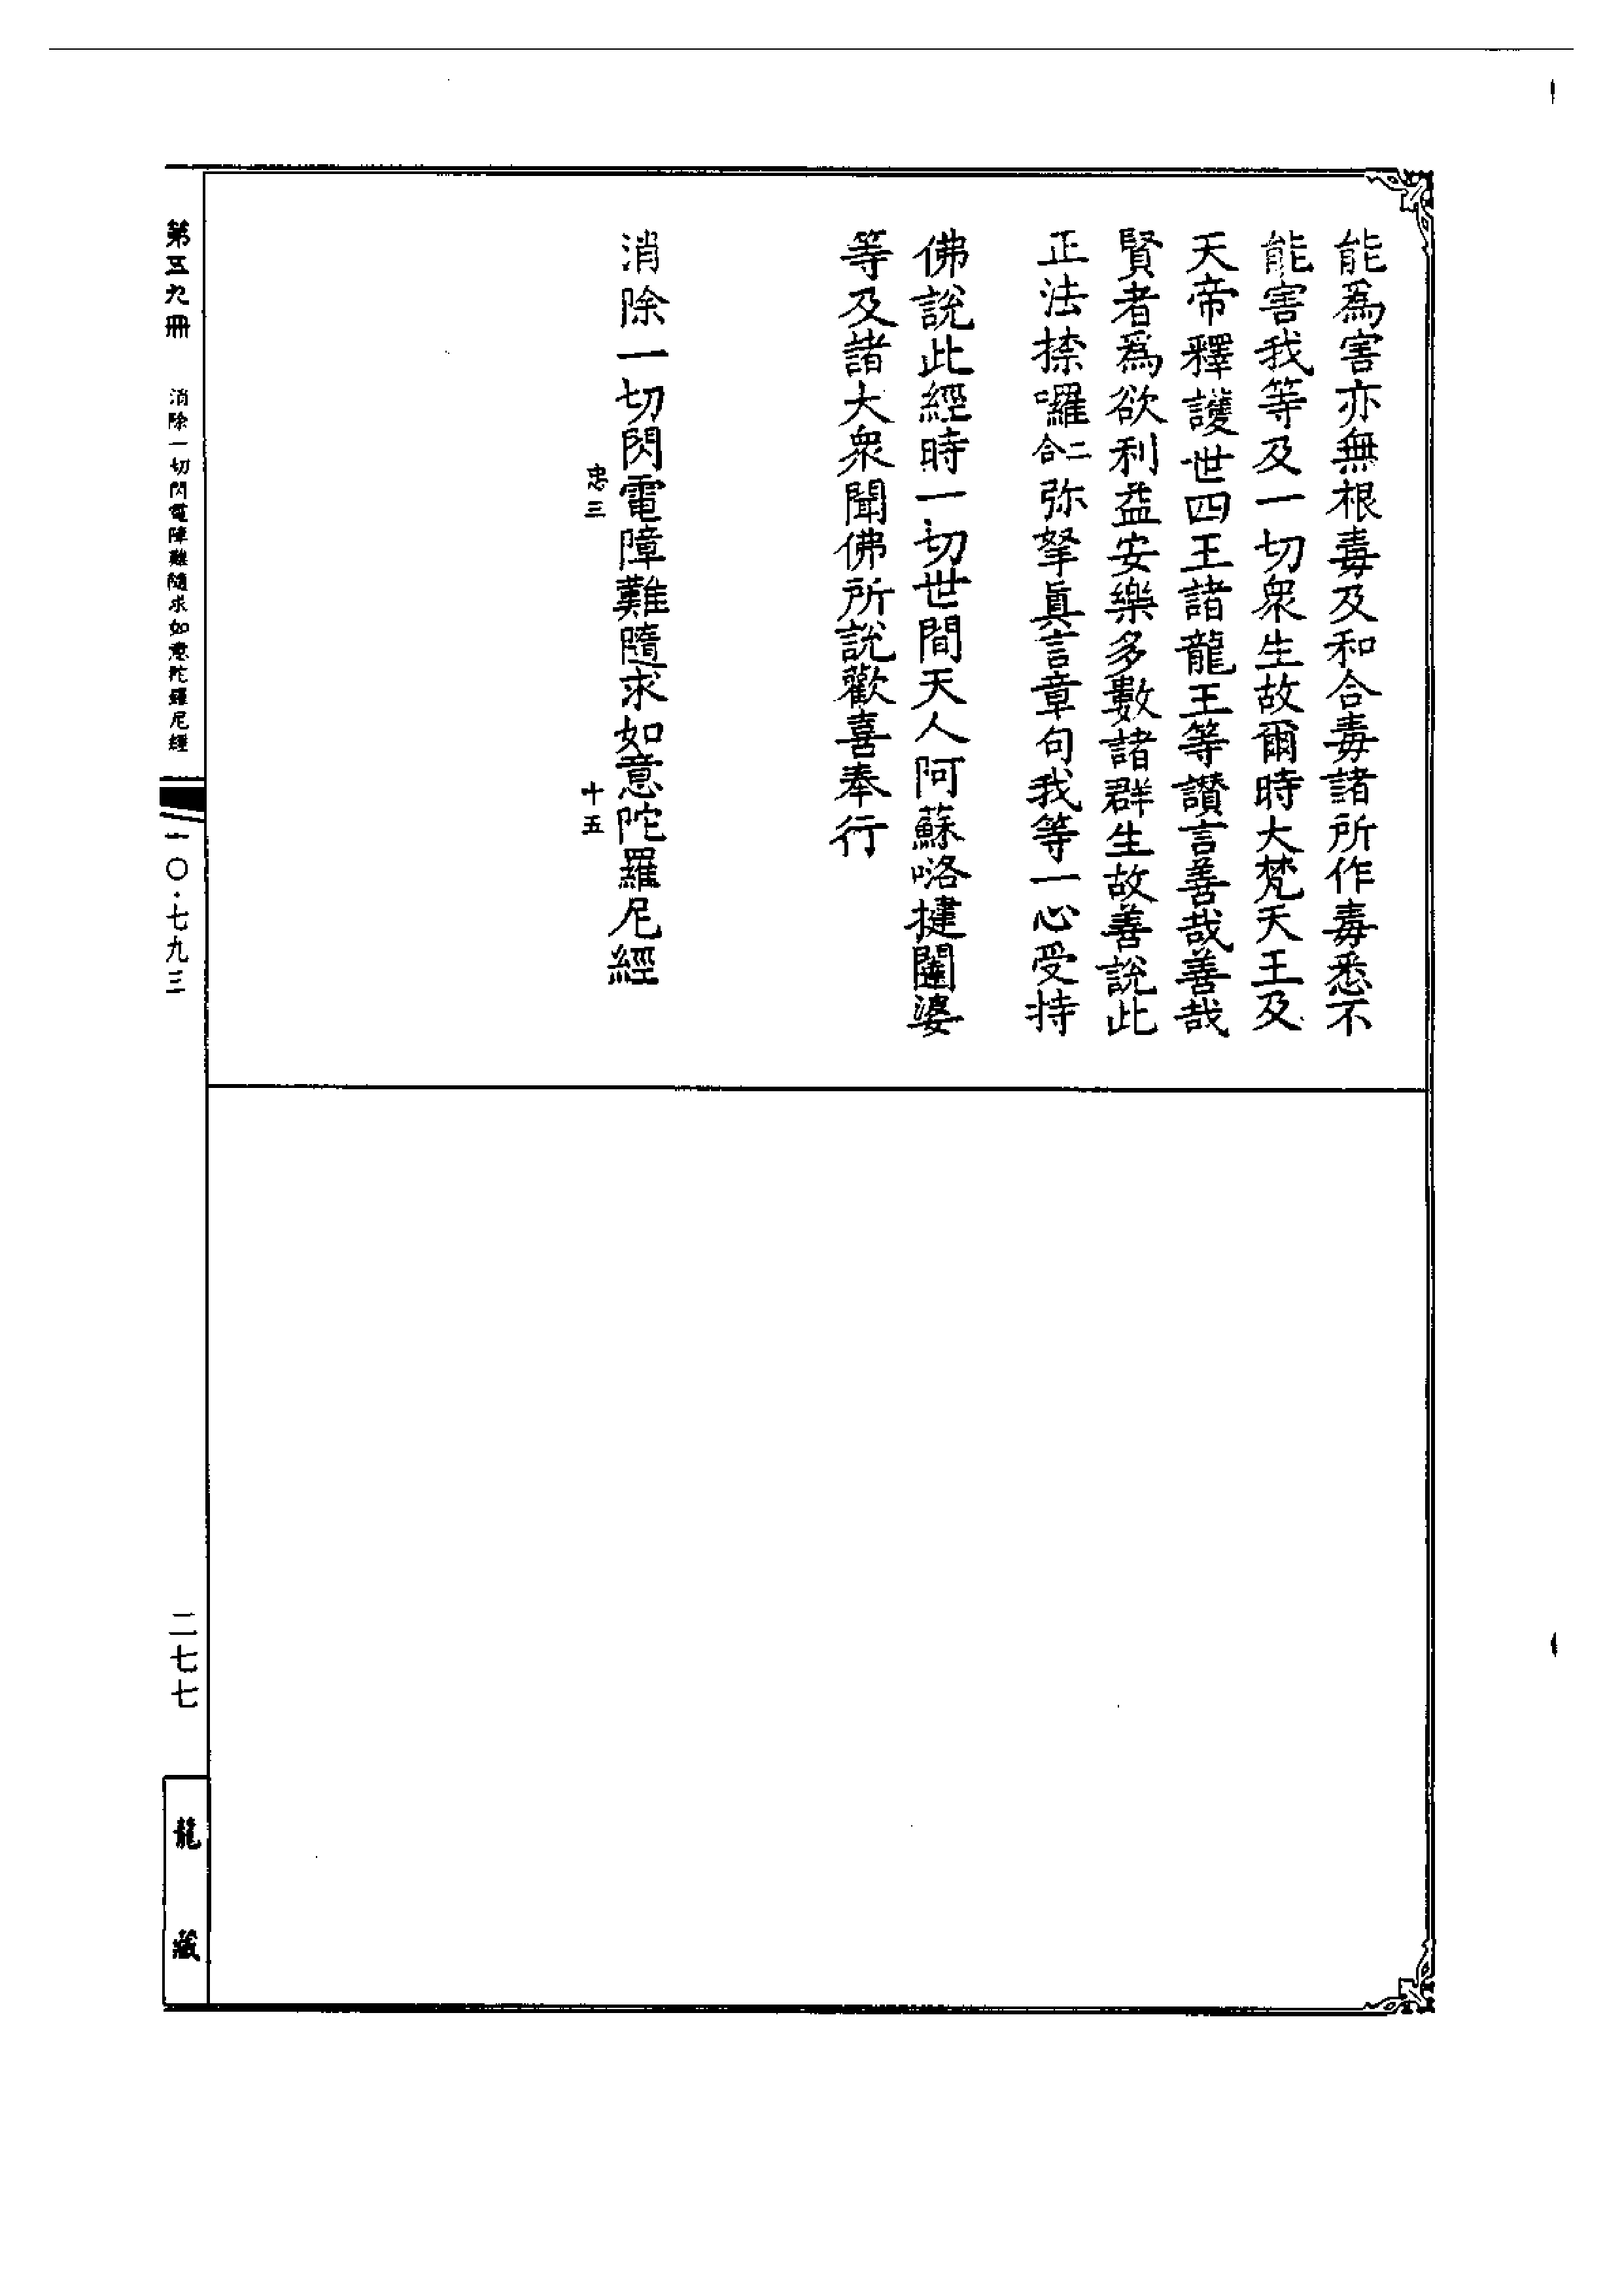 能爲害亦無根毒及和合毒諸所作毒悉不
能害我等及一切衆生故爾時大梵天王及
天帝釋護世四王諸龍王等讚言善哉善哉
賢者爲欲利益安樂多數諸群生故善說此
正法捺囉二合弥拏眞言章句我等一心受持
佛說此經時一切世間天人阿蘇咯揵闥婆
等及諸大衆聞佛所說歡喜奉行
消除一切閃電障難隨求如意陀羅尼經
忠三 十五
第五九冊 消除一切閃電障難隨求如意陀羅尼經 一〇·七九三
二七七
龍藏